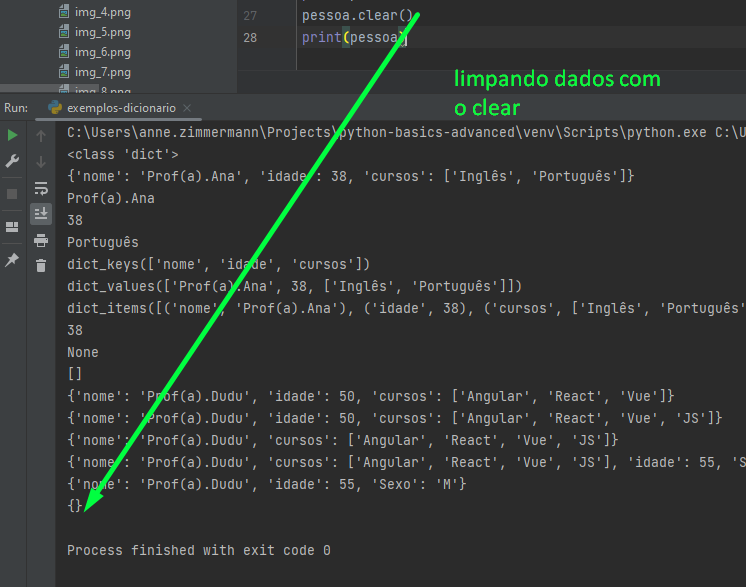 img_4.png
img_5.png
img_6.png
img_7.png
img_8.png
27 pessoa.clear()
28 print(pessoa)
limpando dados com
o clear
Run: exemplos-dicionario
C:\Users\anne.zimmermann\Projects\python-basics-advanced\venv\Scripts\python.exe C:\U
<class 'dict'>
{'nome': 'Prof(a).Ana', 'idade': 38, 'cursos': ['Inglês', 'Português']}
Prof(a).Ana
38
Português
dict_keys(['nome', 'idade', 'cursos'])
dict_values(['Prof(a).Ana', 38, ['Inglês', 'Português']])
dict_items([('nome', 'Prof(a).Ana'), ('idade', 38), ('cursos', ['Inglês', 'Português'
38
None
[]
{'nome': 'Prof(a).Dudu', 'idade': 50, 'cursos': ['Angular', 'React', 'Vue']}
{'nome': 'Prof(a).Dudu', 'idade': 50, 'cursos': ['Angular', 'React', 'Vue', 'JS']}
{'nome': 'Prof(a).Dudu', 'cursos': ['Angular', 'React', 'Vue', 'JS']}
{'nome': 'Prof(a).Dudu', 'cursos': ['Angular', 'React', 'Vue', 'JS'], 'idade': 55, 'S
{'nome': 'Prof(a).Dudu', 'idade': 55, 'Sexo': 'M'}
{}
Process finished with exit code 0